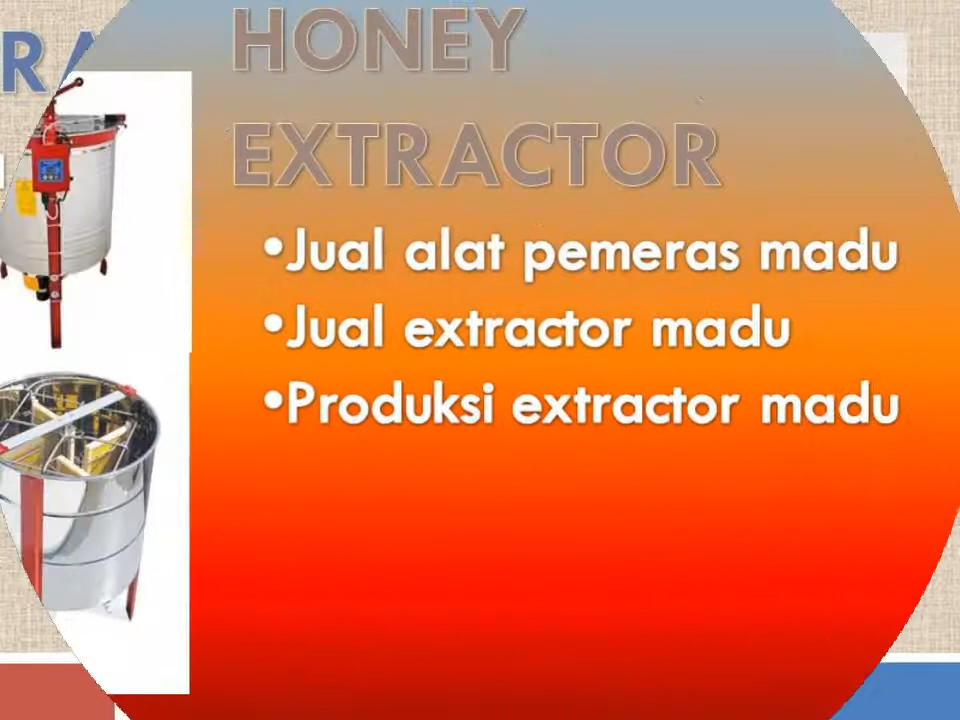 HONEY
EXTRACTOR
•Jual alat pemeras madu
•Jual extractor madu
•Produksi extractor madu